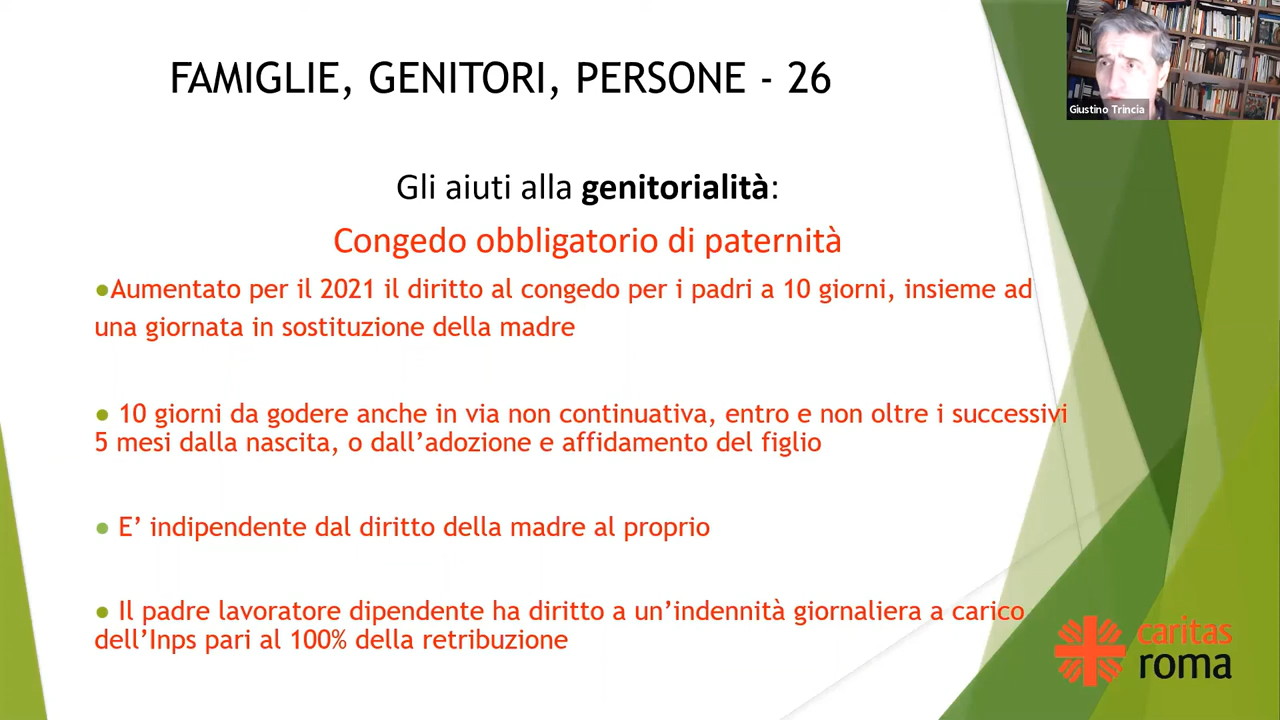 FAMIGLIE, GENITORI, PERSONE - 26
Giustino Trincia
Gli aiuti alla genitorialità:
Congedo obbligatorio di paternità
●Aumentato per il 2021 il diritto al congedo per i padri a 10 giorni, insieme ad
una giornata in sostituzione della madre
● 10 giorni da godere anche in via non continuativa, entro e non oltre i successivi
5 mesi dalla nascita, o dall’adozione e affidamento del figlio
● E’ indipendente dal diritto della madre al proprio
● Il padre lavoratore dipendente ha diritto a un’indennità giornaliera a carico
dell’Inps pari al 100% della retribuzione
caritas
roma